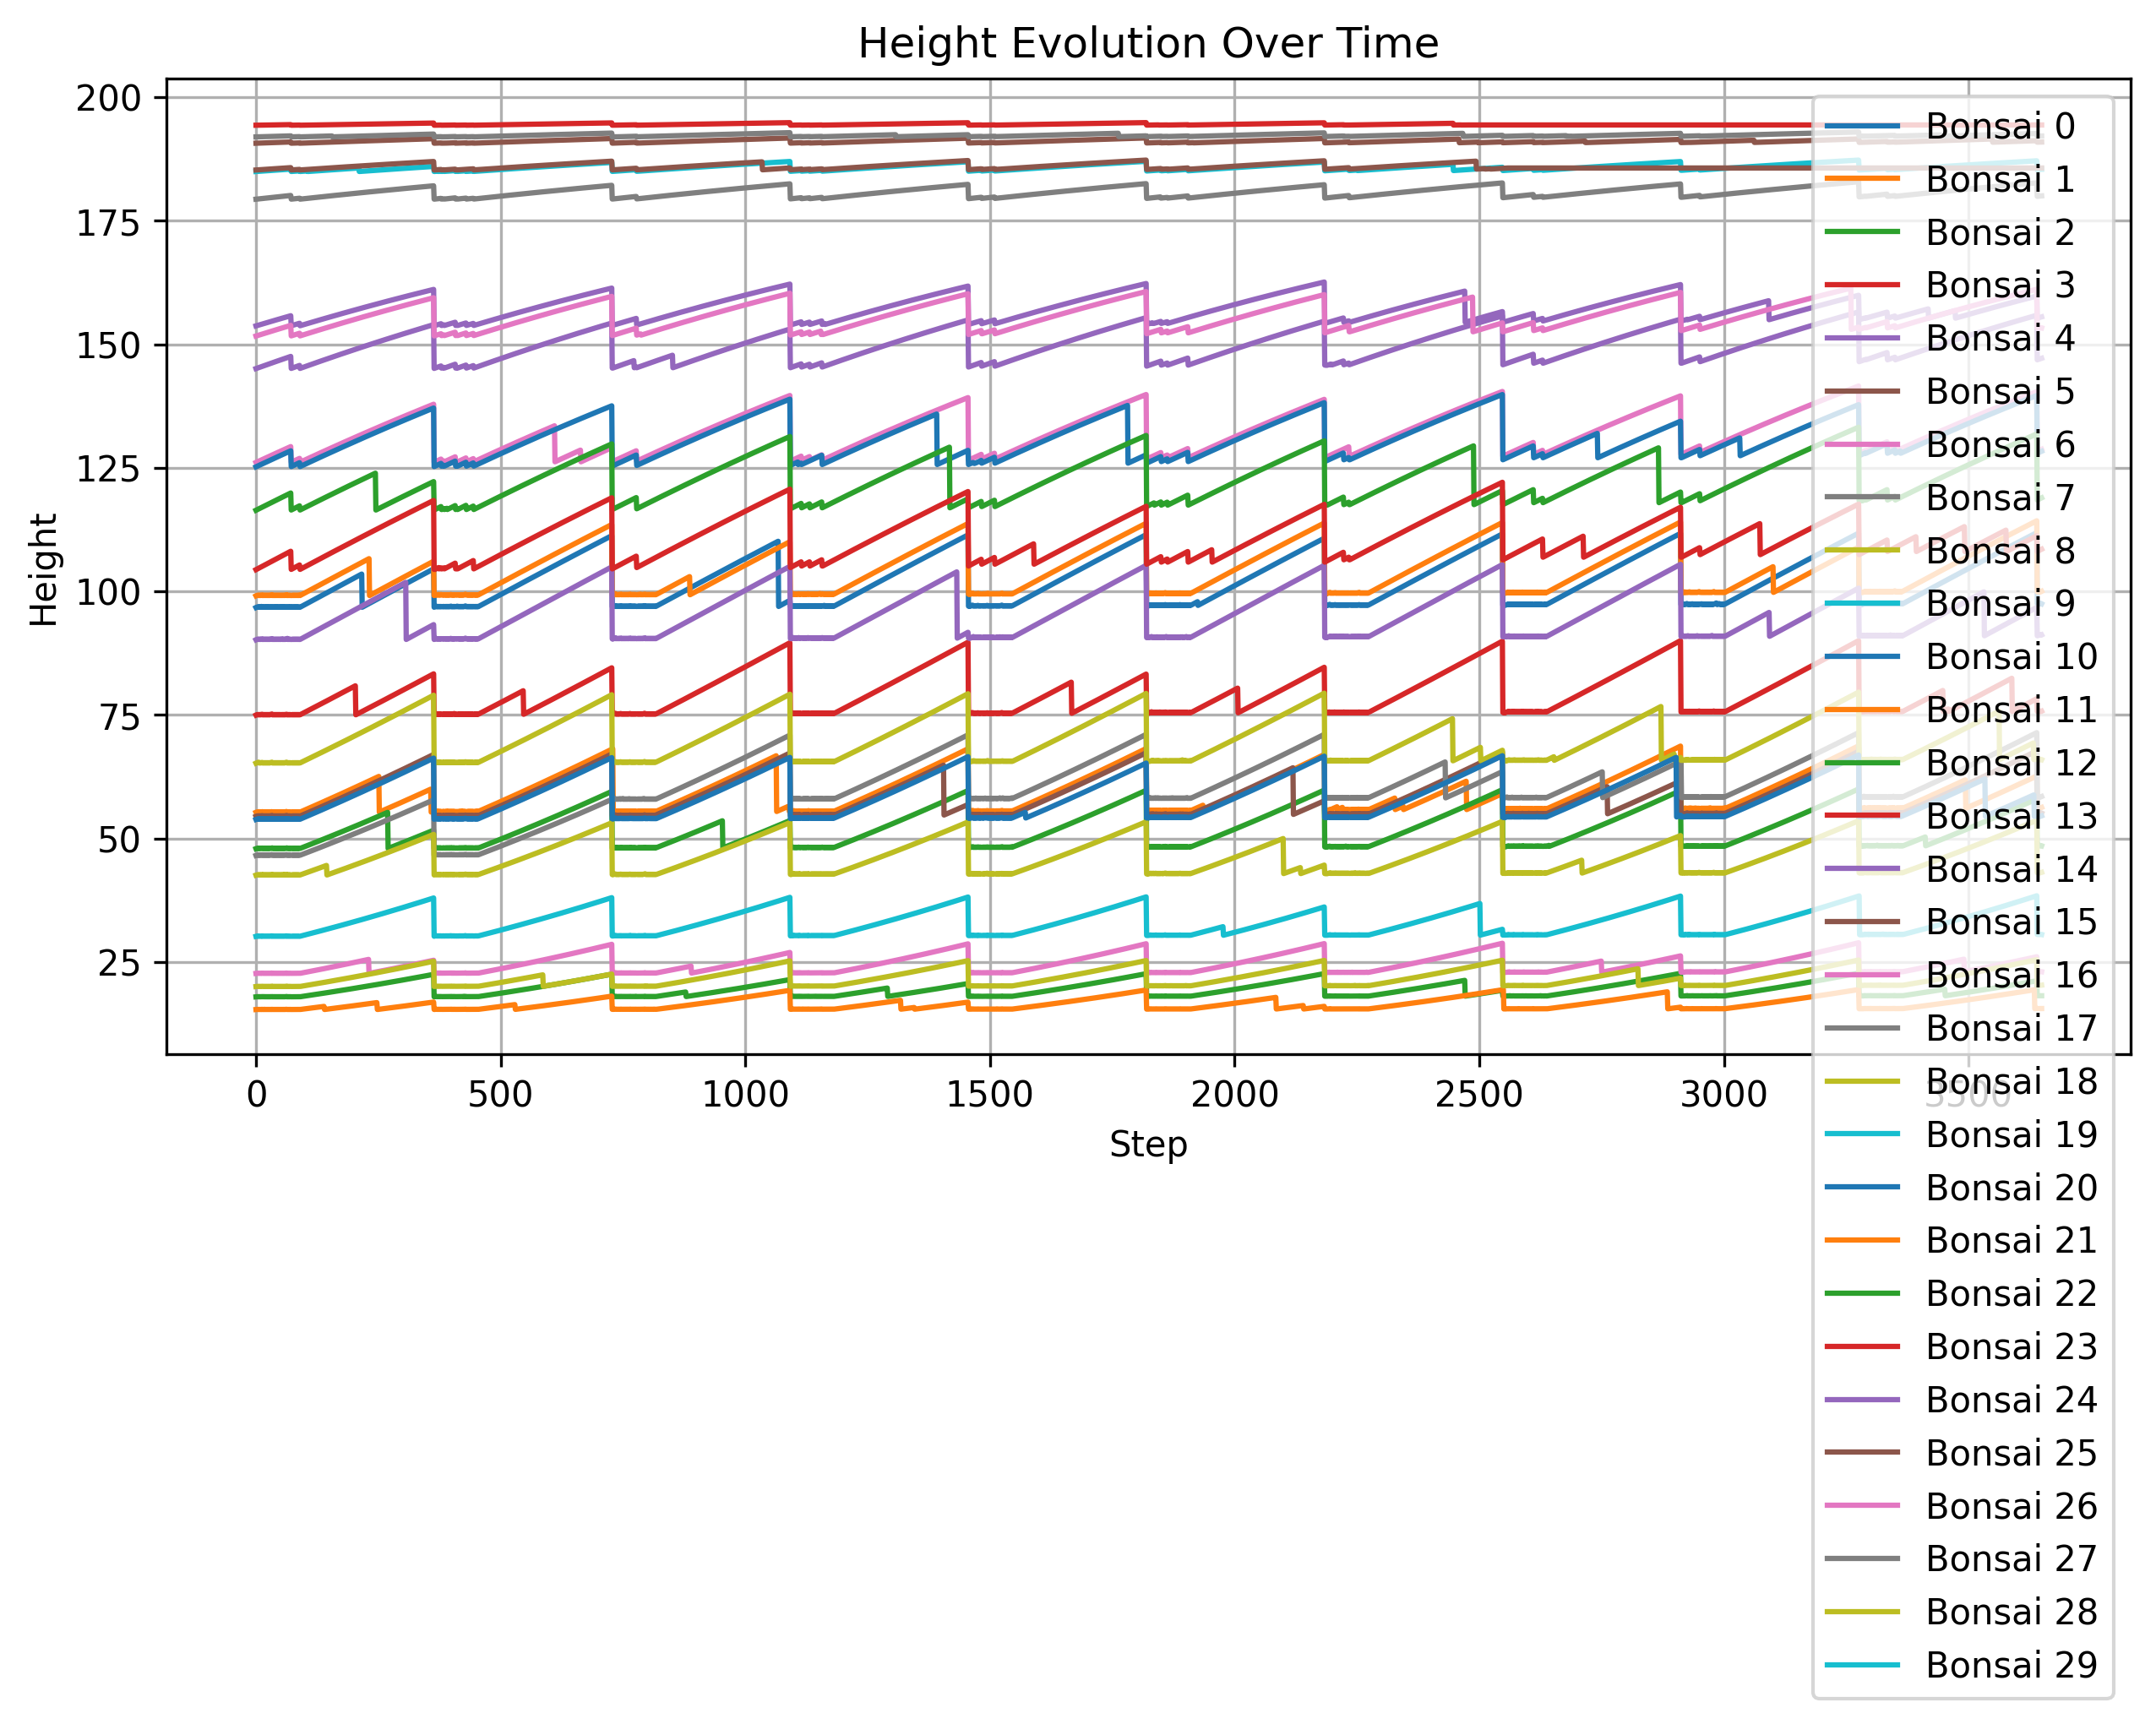 Height Evolution Over Time
Height
200
175
150
125
100
75
50
25
0
500
1000
1500
2000
2500
3000
3500
Step
Bonsai 0
Bonsai 1
Bonsai 2
Bonsai 3
Bonsai 4
Bonsai 5
Bonsai 6
Bonsai 7
Bonsai 8
Bonsai 9
Bonsai 10
Bonsai 11
Bonsai 12
Bonsai 13
Bonsai 14
Bonsai 15
Bonsai 16
Bonsai 17
Bonsai 18
Bonsai 19
Bonsai 20
Bonsai 21
Bonsai 22
Bonsai 23
Bonsai 24
Bonsai 25
Bonsai 26
Bonsai 27
Bonsai 28
Bonsai 29